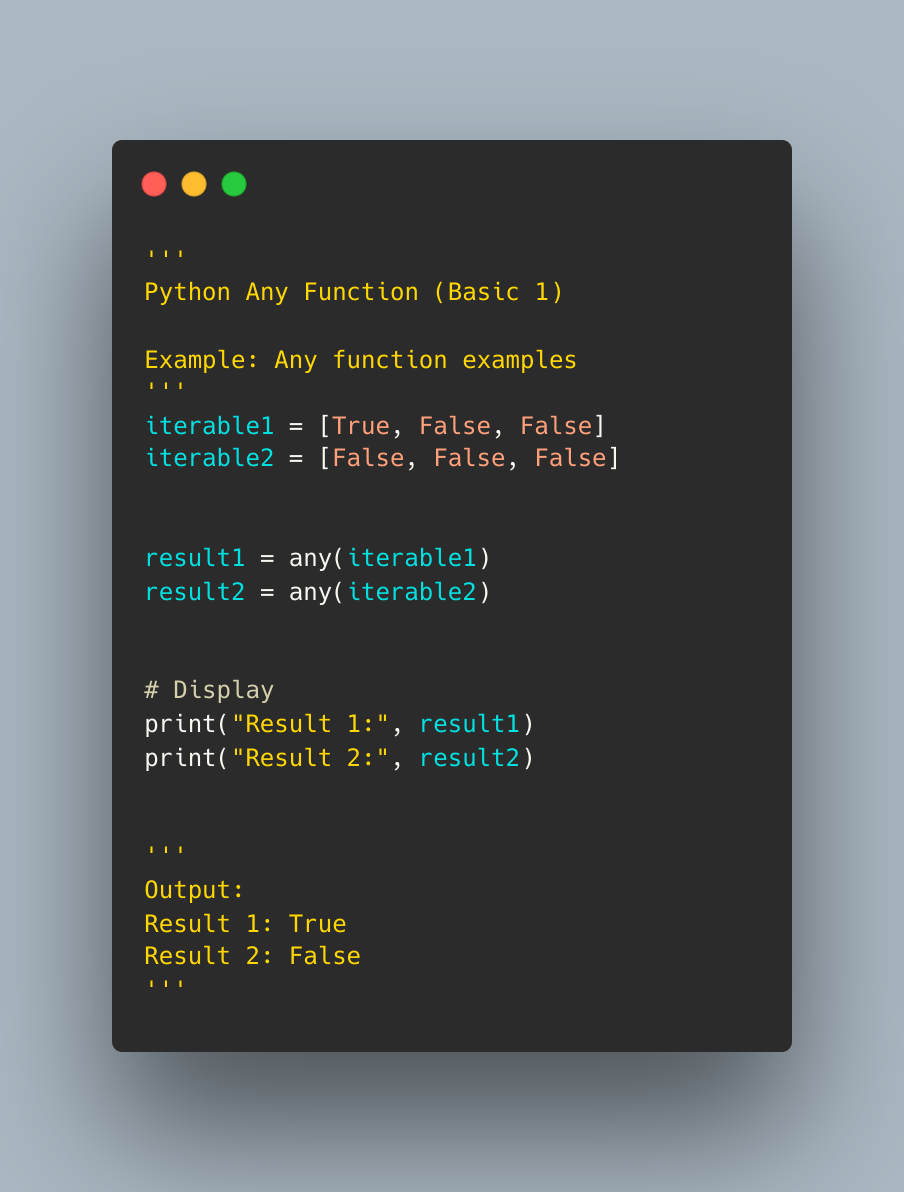 '''
Python Any Function (Basic 1)
Example: Any function examples
'''
iterable1 = [True, False, False]
iterable2 = [False, False, False]
result1 = any(iterable1)
result2 = any(iterable2)
# Display
print("Result 1:", result1)
print("Result 2:", result2)
'''
Output:
Result 1: True
Result 2: False
'''